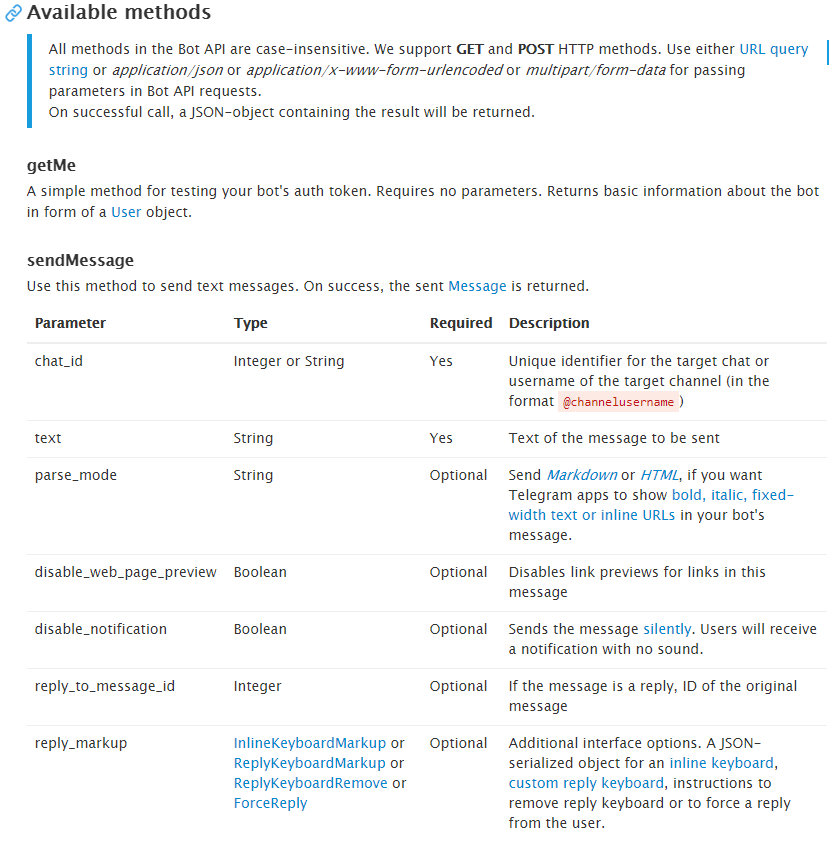 Available methods
All methods in the Bot API are case-insensitive. We support GET and POST HTTP methods. Use either URL query
string or application/json or application/x-www-form-urlencoded or multipart/form-data for passing
parameters in Bot API requests.
On successful call, a JSON-object containing the result will be returned.
getMe
A simple method for testing your bot's auth token. Requires no parameters. Returns basic information about the bot
in form of a User object.
sendMessage
Use this method to send text messages. On success, the sent Message is returned.
Parameter Type Required Description
chat_id Integer or String Yes Unique identifier for the target chat or
username of the target channel (in the
format @channelusername )
text String Yes Text of the message to be sent
parse_mode String Optional Send Markdown or HTML, if you want
Telegram apps to show bold, italic, fixed-
width text or inline URLs in your bot's
message.
disable_web_page_preview Boolean Optional Disables link previews for links in this
message
disable_notification Boolean Optional Sends the message silently. Users will receive
a notification with no sound.
reply_to_message_id Integer Optional If the message is a reply, ID of the original
message
reply_markup InlineKeyboardMarkup or Optional Additional interface options. A JSON-
ReplyKeyboardMarkup or serialized object for an inline keyboard,
ReplyKeyboardRemove or custom reply keyboard, instructions to
ForceReply remove reply keyboard or to force a reply
from the user.